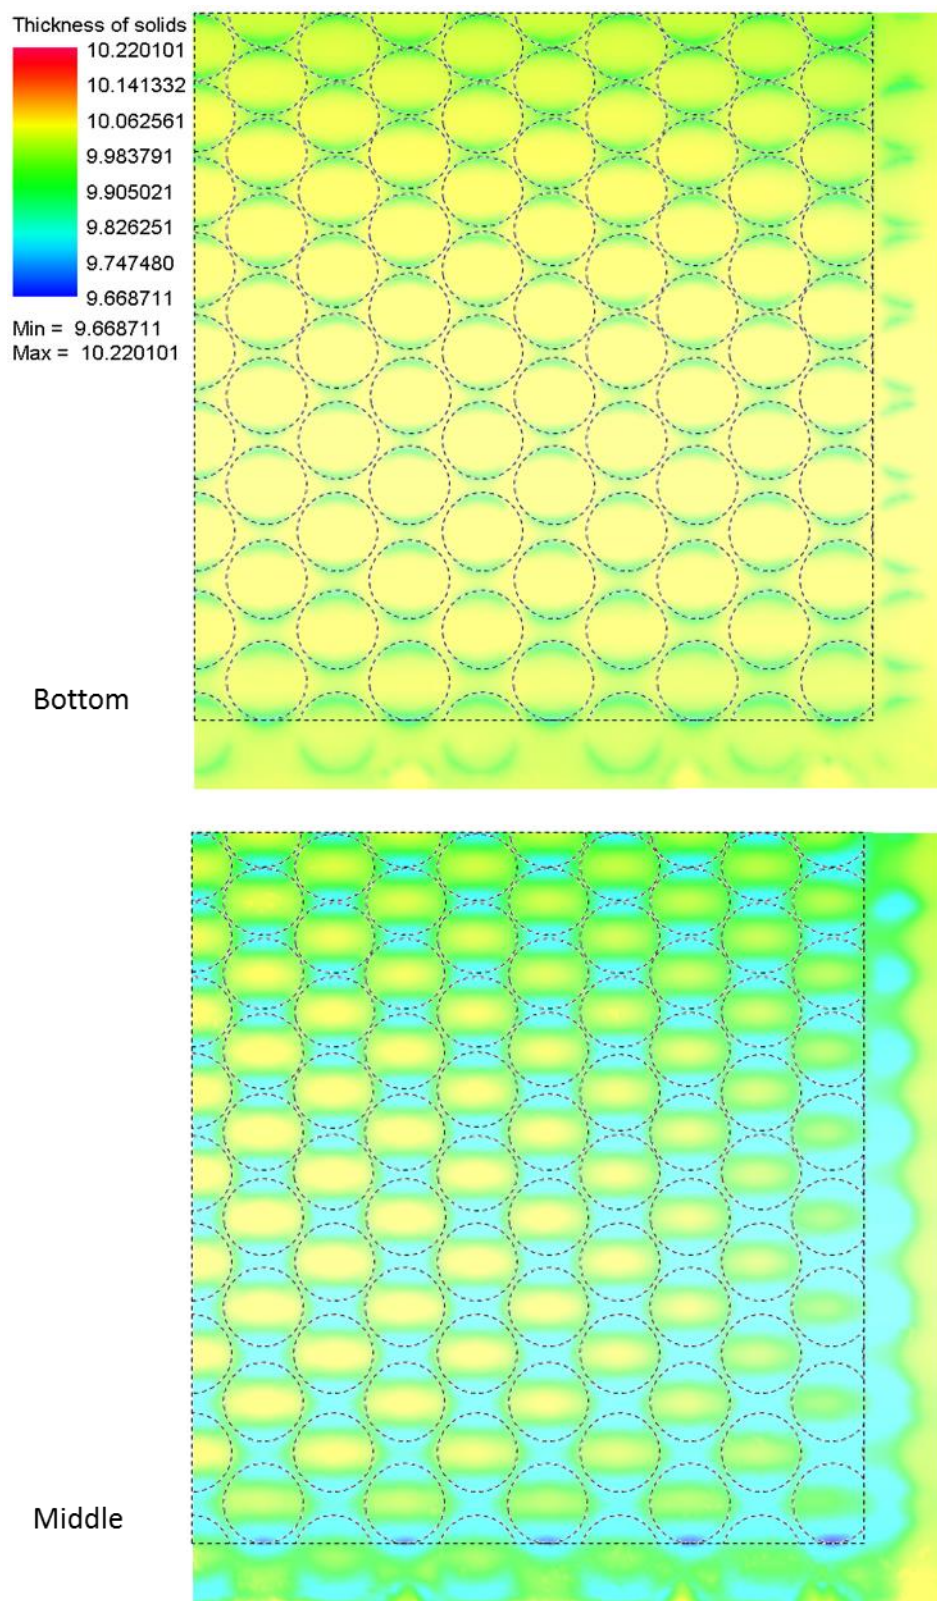 Thickness of solids
10.220101
10.141332
10.062561
9.983791
9.905021
9.826251
9.747480
9.668711
Min = 9.668711
Max = 10.220101
Bottom
Middle